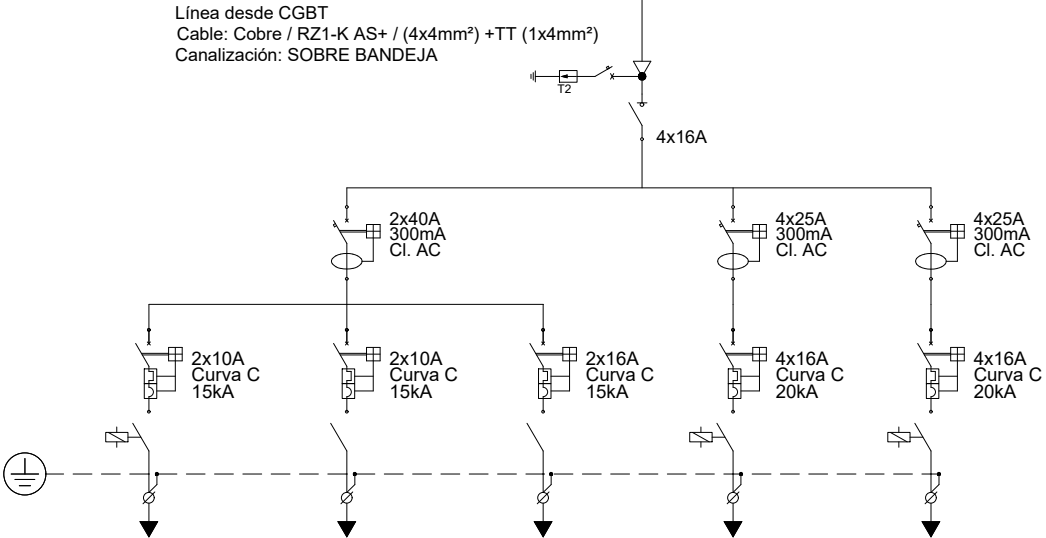 Línea desde CGBT
Cable: Cobre / RZ1-K AS+ / (4x4mm²) +TT (1x4mm²)
Canalización: SOBRE BANDEJA
T2
4x16A
2x40A
300mA
Cl. AC
4x25A
300mA
Cl. AC
4x25A
300mA
Cl. AC
2x10A
Curva C
15kA
2x10A
Curva C
15kA
2x16A
Curva C
15kA
4x16A
Curva C
20kA
4x16A
Curva C
20kA